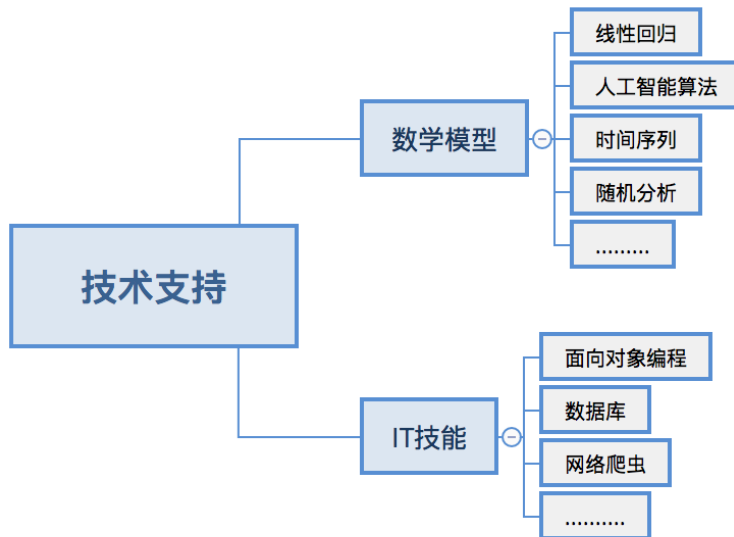 技术支持
数学模型
线性回归
人工智能算法
时间序列
随机分析
.........
IT技能
面向对象编程
数据库
网络爬虫
..........